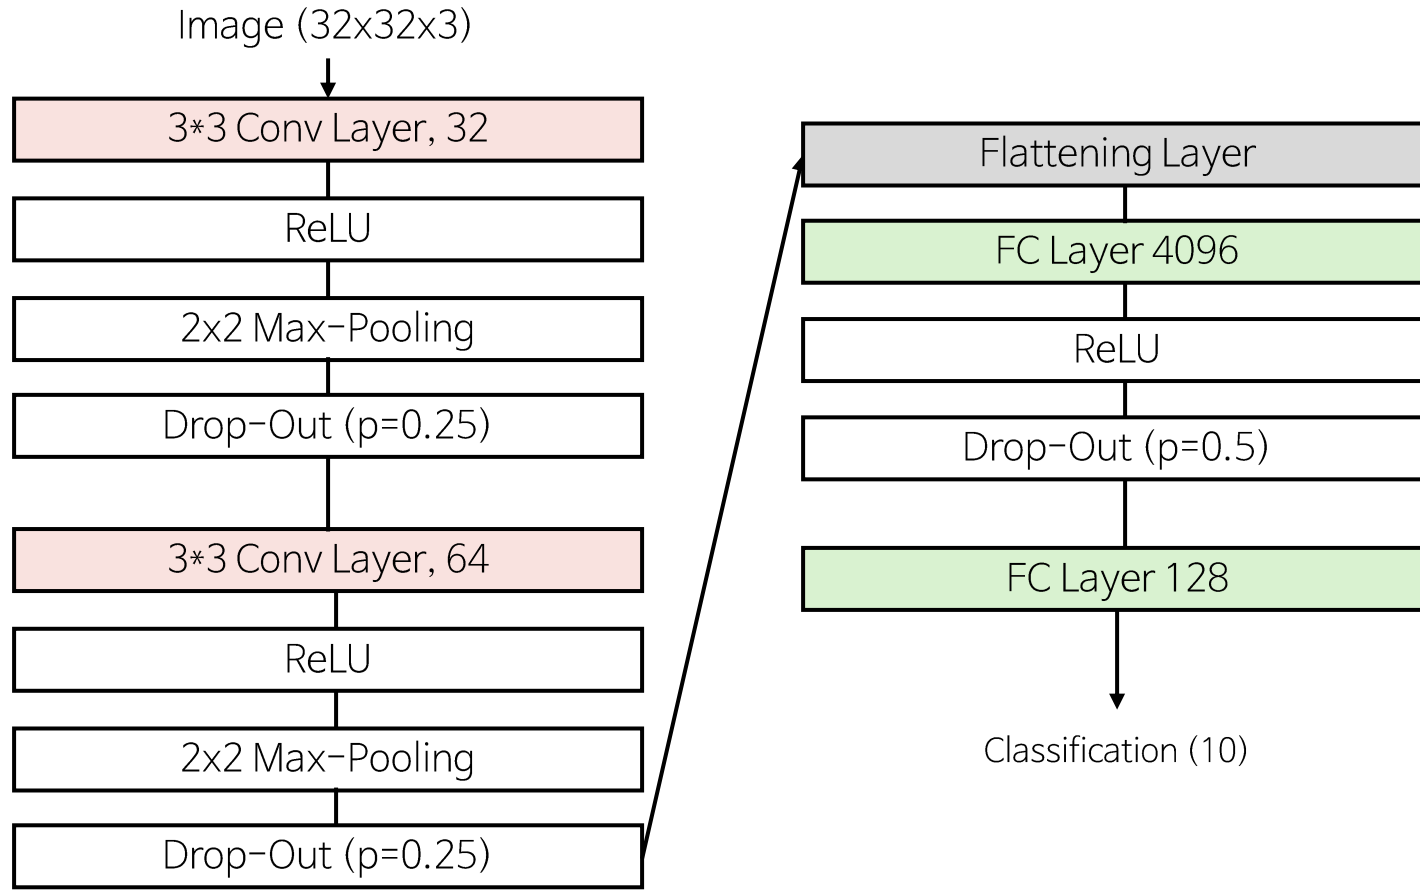 Image (32x32x3)
3*3 Conv Layer, 32
ReLU
2x2 Max-Pooling
Drop-Out (p=0.25)
3*3 Conv Layer, 64
ReLU
2x2 Max-Pooling
Drop-Out (p=0.25)
Flattening Layer
FC Layer 4096
ReLU
Drop-Out (p=0.5)
FC Layer 128
Classification (10)